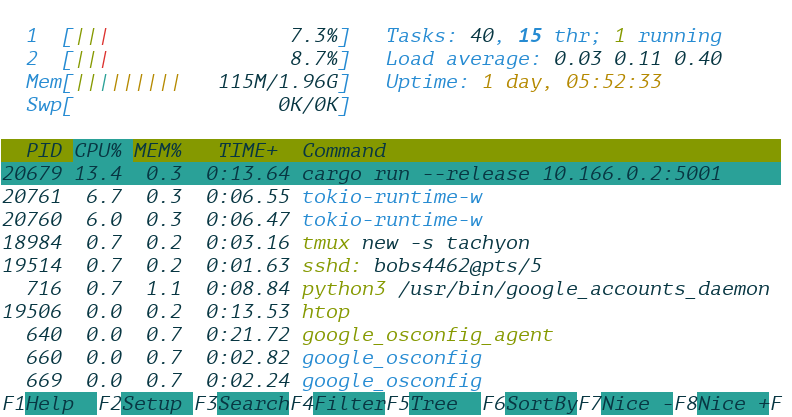 1 [||| 7.3%] Tasks: 40, 15 thr; 1 running
2 [||| 8.7%] Load average: 0.03 0.11 0.40
Mem[||||||||| 115M/1.96G] Uptime: 1 day, 05:52:33
Swp[ 0K/0K]
PID CPU% MEM% TIME+ Command
20679 13.4 0.3 0:13.64 cargo run --release 10.166.0.2:5001
20761 6.7 0.3 0:06.55 tokio-runtime-w
20760 6.0 0.3 0:06.47 tokio-runtime-w
18984 0.7 0.2 0:03.16 tmux new -s tachyon
19514 0.7 0.2 0:01.63 sshd: bobs4462@pts/5
716 0.7 1.1 0:08.84 python3 /usr/bin/google_accounts_daemon
19506 0.0 0.2 0:13.53 htop
640 0.0 0.7 0:21.72 google_osconfig_agent
660 0.0 0.7 0:02.82 google_osconfig
669 0.0 0.7 0:02.24 google_osconfig
F1Help F2Setup F3SearchF4FilterF5Tree F6SortByF7Nice -F8Nice +F